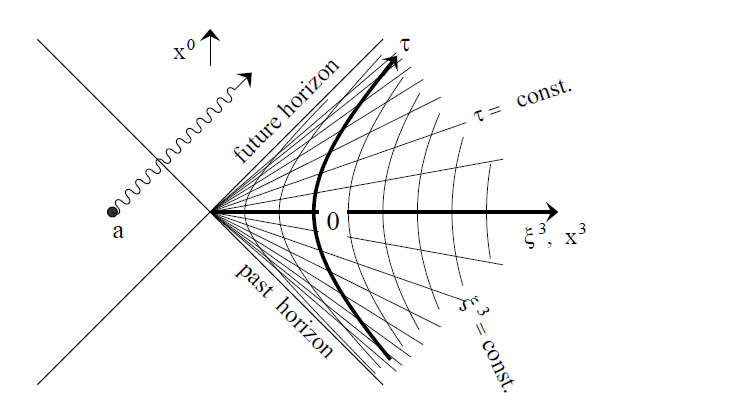 x⁰
τ
future horizon
τ = const.
a
0
ξ³, x³
past horizon
ξ³ = const.